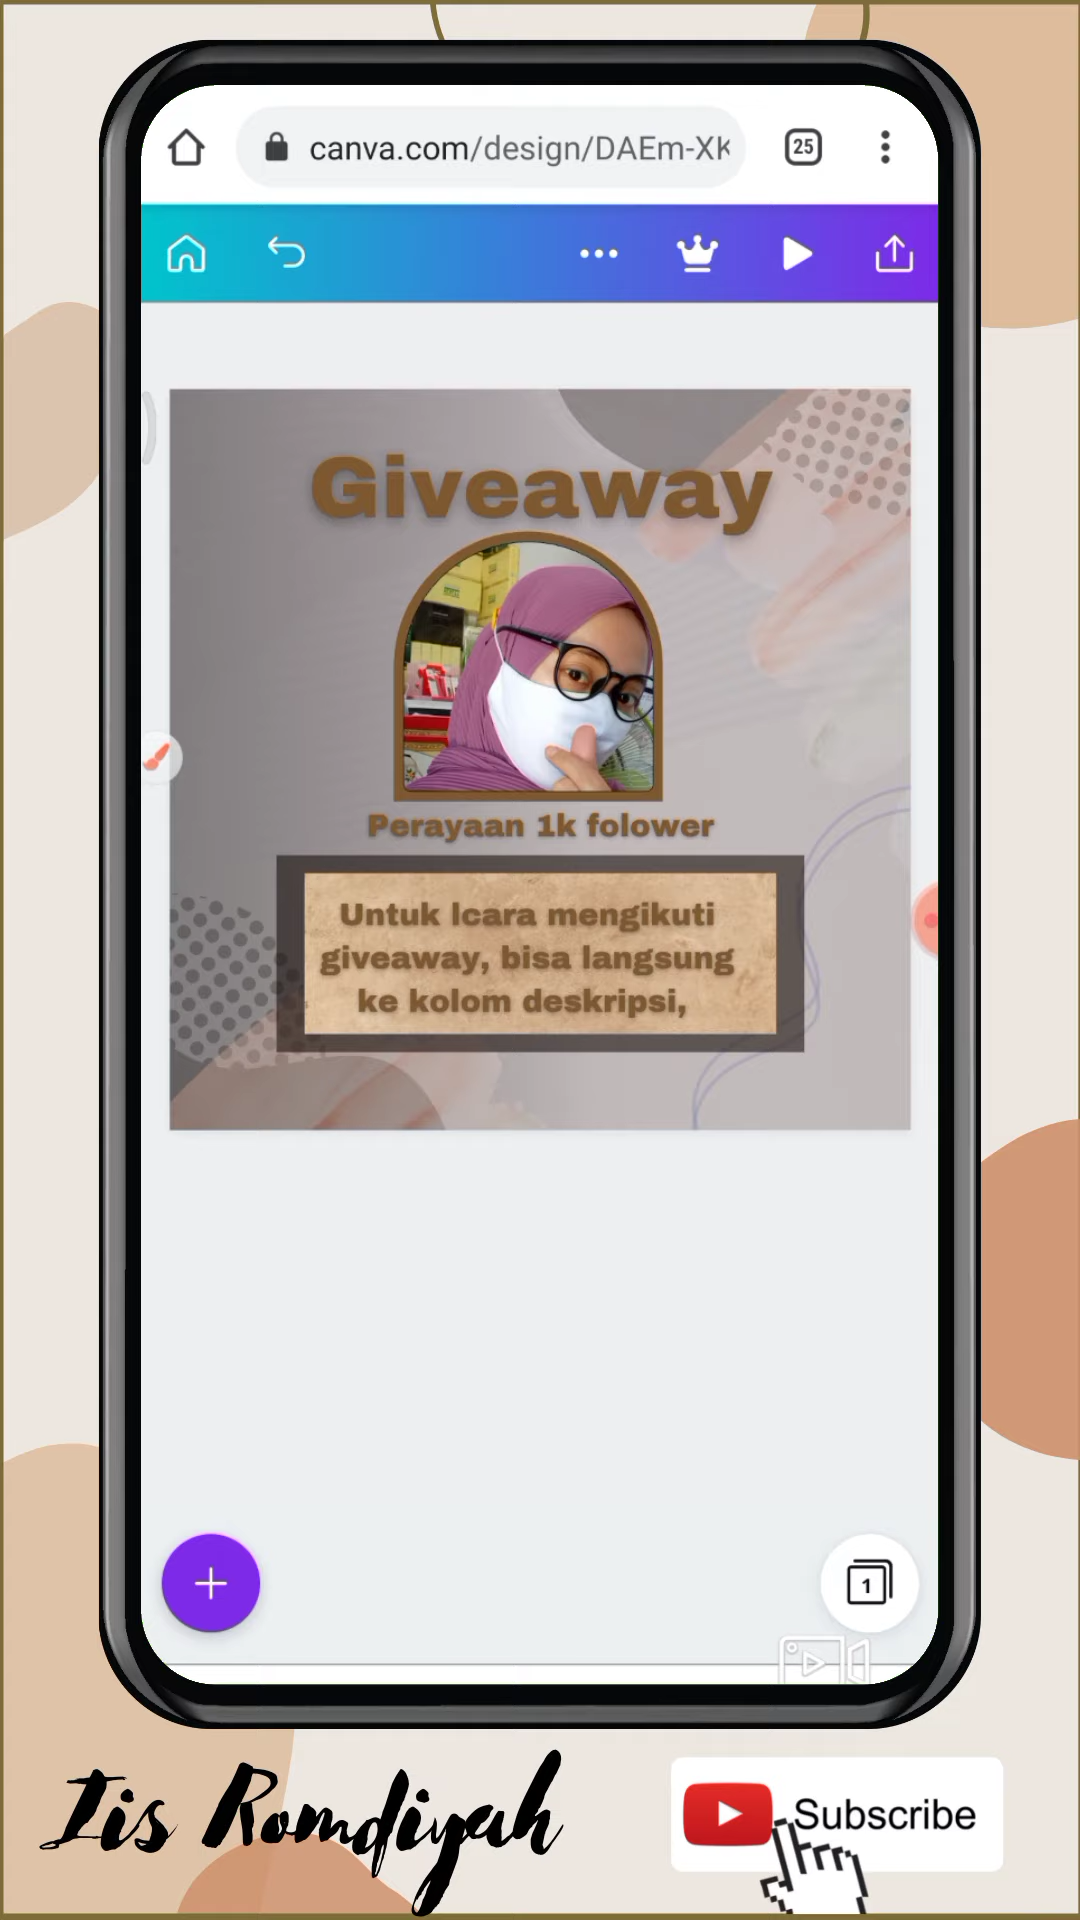 canva.com/design/DAEm-XK
25
Giveaway
Perayaan 1k folower
Untuk lcara mengikuti
giveaway, bisa langsung
ke kolom deskripsi,
1
Iis Romdiyah
Subscribe